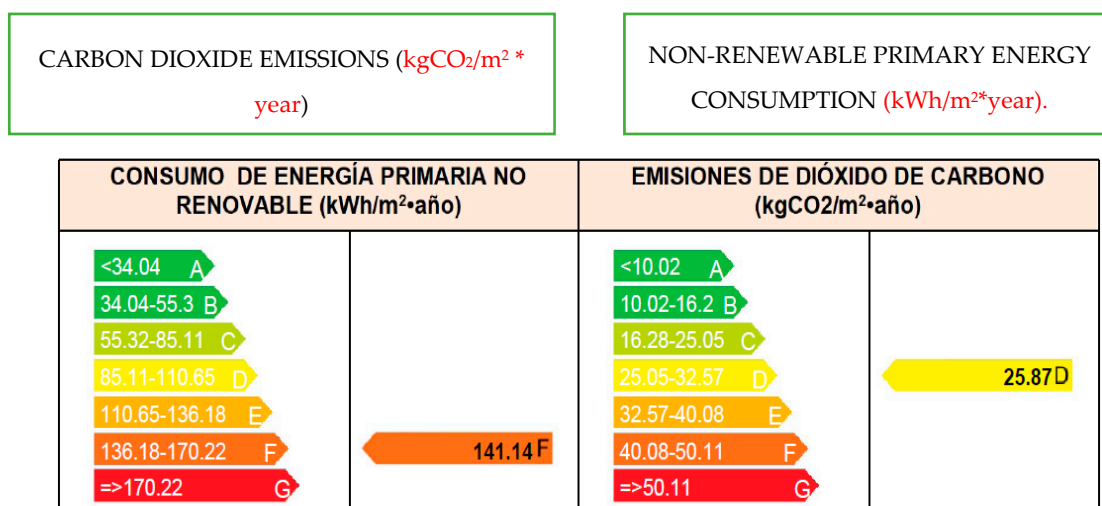 CARBON DIOXIDE EMISSIONS (kgCO₂/m² *
year)
NON-RENEWABLE PRIMARY ENERGY
CONSUMPTION (kWh/m²*year).
CONSUMO DE ENERGÍA PRIMARIA NO
RENOVABLE (kWh/m²•año)
<34.04 A
34.04-55.3 B
55.32-85.11 C
85.11-110.65 D
110.65-136.18 E
136.18-170.22 F
=>170.22 G
141.14 F
EMISIONES DE DIÓXIDO DE CARBONO
(kgCO2/m²•año)
<10.02 A
10.02-16.2 B
16.28-25.05 C
25.05-32.57 D
32.57-40.08 E
40.08-50.11 F
=>50.11 G
25.87 D